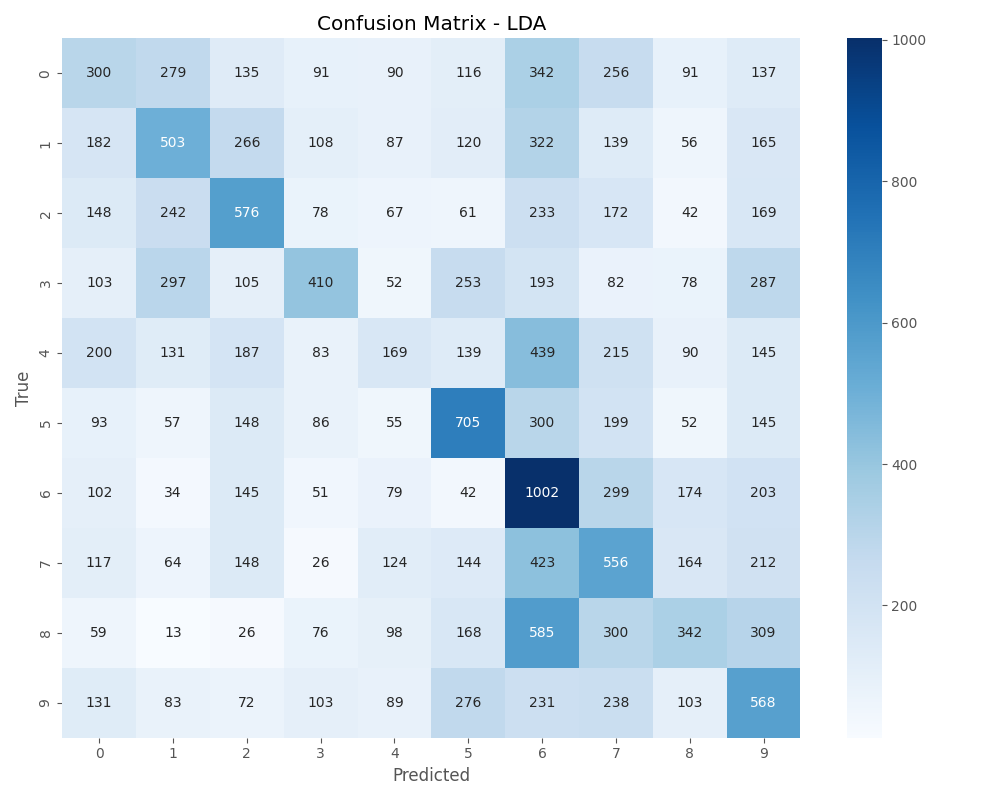 Confusion Matrix - LDA
0 300 279 135 91 90 116 342 256 91 137
1 182 503 266 108 87 120 322 139 56 165
2 148 242 576 78 67 61 233 172 42 169
3 103 297 105 410 52 253 193 82 78 287
4 200 131 187 83 169 139 439 215 90 145
5 93 57 148 86 55 705 300 199 52 145
6 102 34 145 51 79 42 1002 299 174 203
7 117 64 148 26 124 144 423 556 164 212
8 59 13 26 76 98 168 585 300 342 309
9 131 83 72 103 89 276 231 238 103 568
0 1 2 3 4 5 6 7 8 9
Predicted
True
1000
800
600
400
200